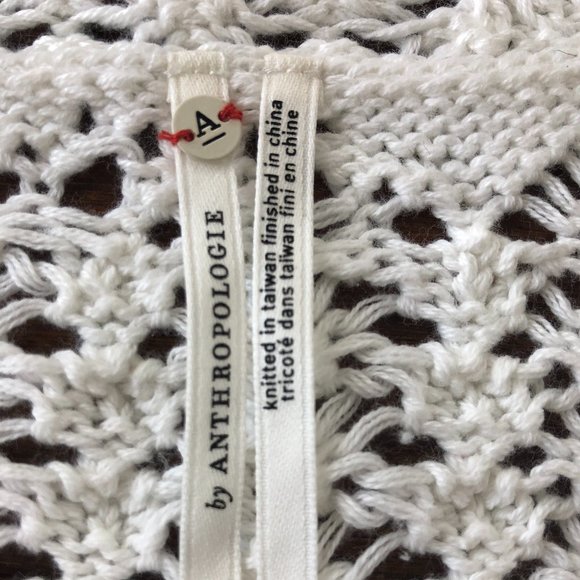 A
by ANTHROPOLOGIE
knitted in taiwan finished in china
tricoté dans taiwan fini en chine